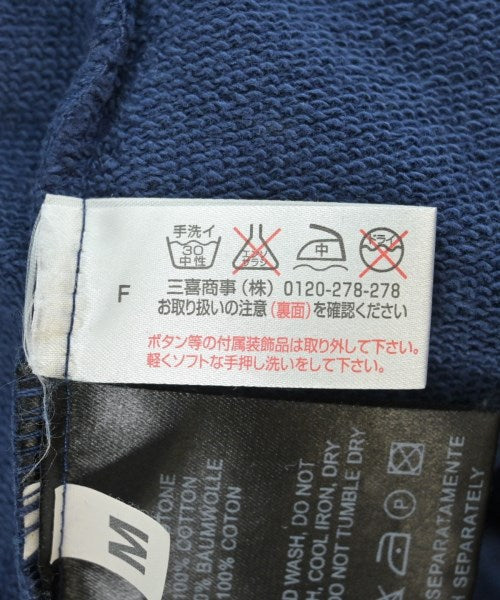 手洗イ
30
中性
エンソ
サラシ
中
ドライ
F
三喜商事（株）0120-278-278
お取り扱いの注意（裏面）を確認ください
ボタン等の付属装飾品は取り外して下さい。
軽くソフトな手押し洗いをして下さい。
M
100% COTTON
% BAUMWOLLE
100% COTON
D WASH, DO NOT
H, COOL IRON, DRY
NOT TUMBLE DRY
SEPARATAMENTE
H SEPARATELY